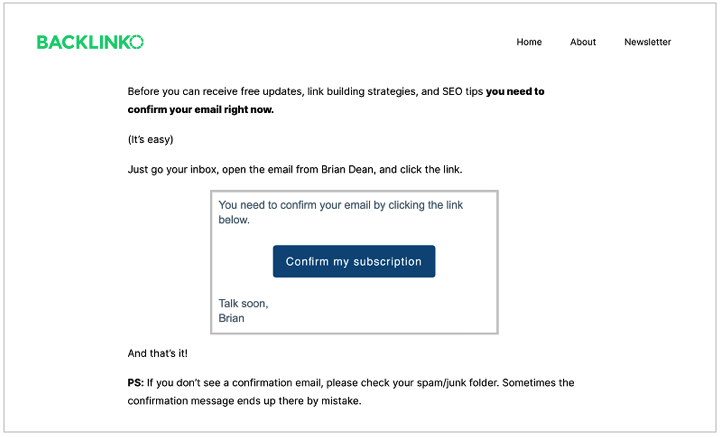 BACKLINKO
Home About Newsletter
Before you can receive free updates, link building strategies, and SEO tips you need to
confirm your email right now.
(It's easy)
Just go your inbox, open the email from Brian Dean, and click the link.
You need to confirm your email by clicking the link
below.
Confirm my subscription
Talk soon,
Brian
And that's it!
PS: If you don't see a confirmation email, please check your spam/junk folder. Sometimes the
confirmation message ends up there by mistake.